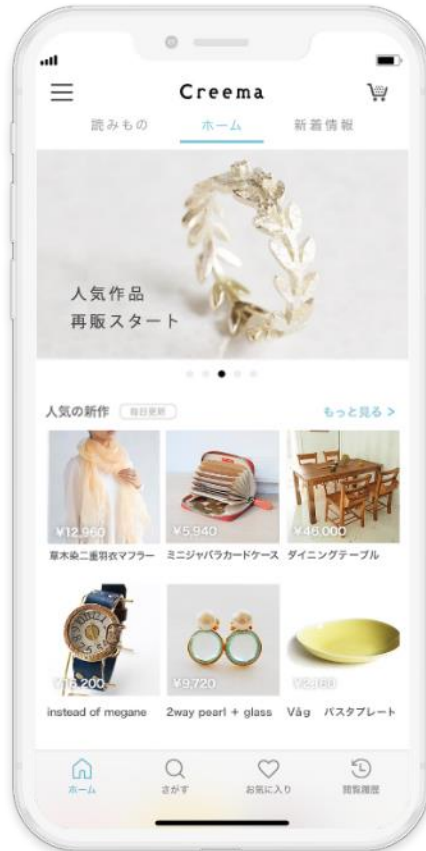 Creema
読みもの ホーム 新着情報
人気作品
再販スタート
人気の新作 毎日更新 もっと見る >
¥12,960 ¥5,940 ¥46,000
草木染二重羽衣マフラー ミニジャバラカードケース ダイニングテーブル
¥16,200 ¥9,720 ¥2,160
instead of megane 2way pearl + glass Våg パスタプレート
ホーム さがす お気に入り 閲覧履歴